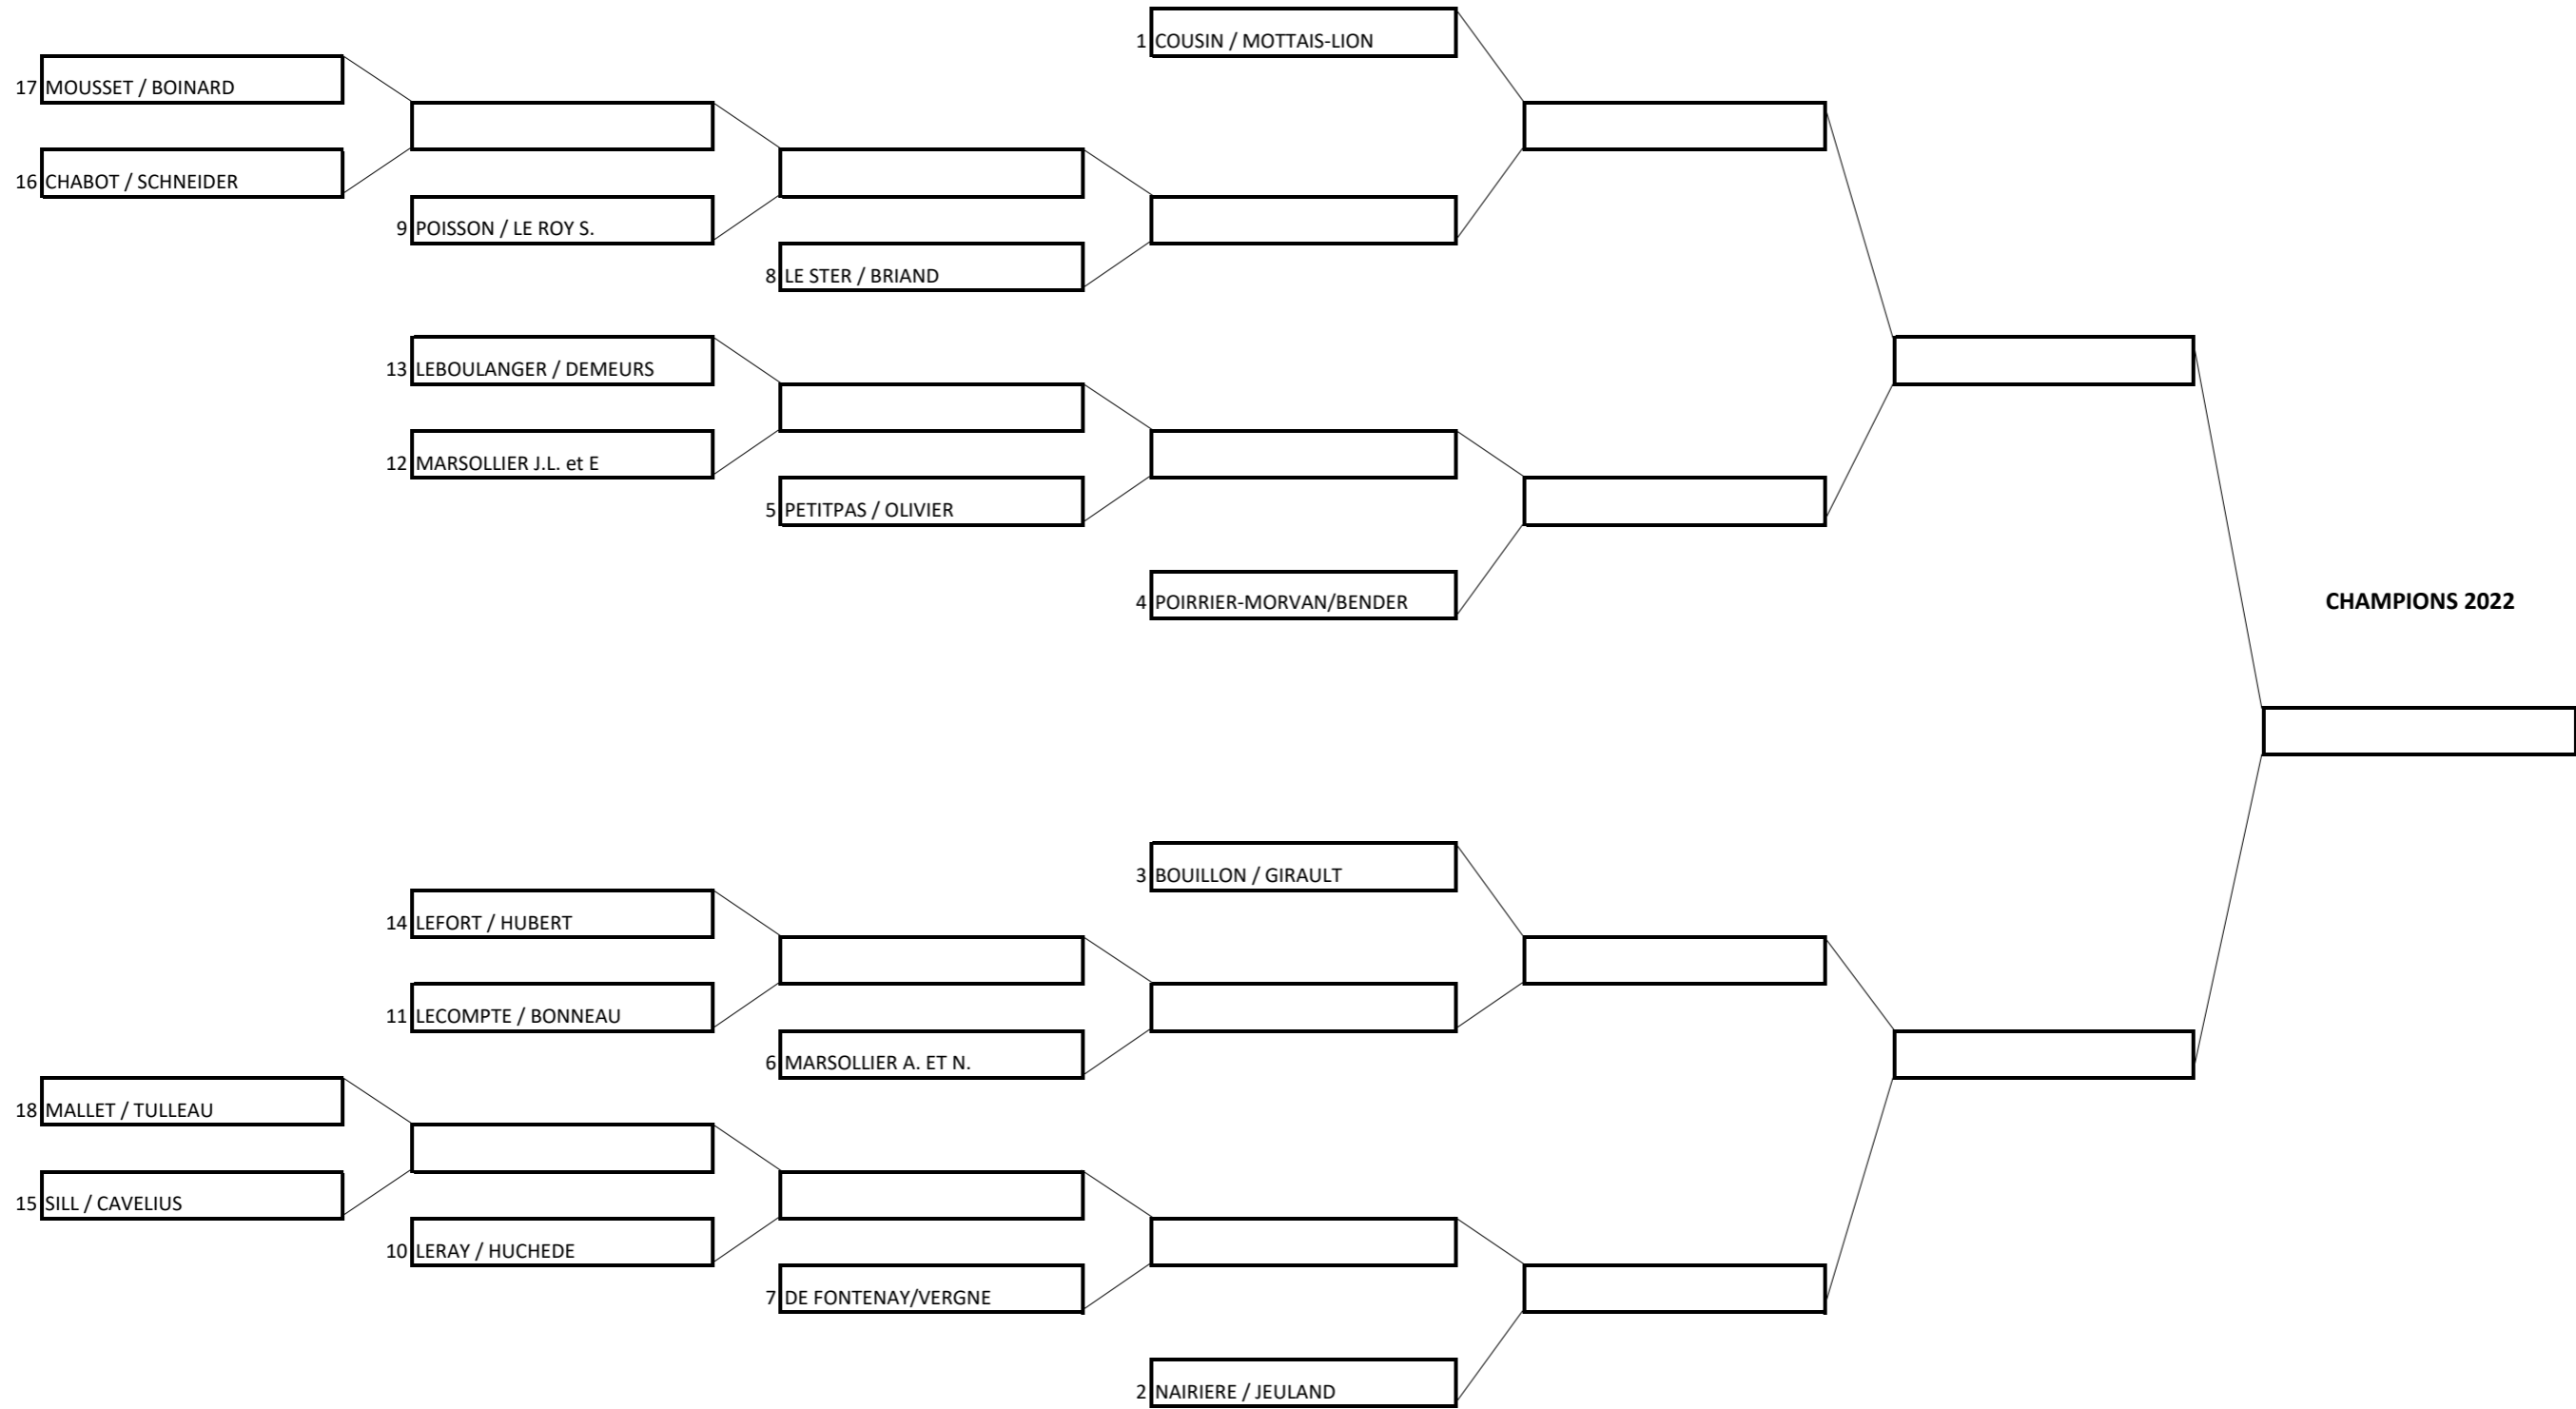 1 COUSIN / MOTTAIS-LION
17 MOUSSET / BOINARD
16 CHABOT / SCHNEIDER
9 POISSON / LE ROY S.
8 LE STER / BRIAND
13 LEBOULANGER / DEMEURS
12 MARSOLLIER J.L. et E
5 PETITPAS / OLIVIER
4 POIRRIER-MORVAN/BENDER
CHAMPIONS 2022
3 BOUILLON / GIRAULT
14 LEFORT / HUBERT
11 LECOMPTE / BONNEAU
6 MARSOLLIER A. ET N.
18 MALLET / TULLEAU
15 SILL / CAVELIUS
10 LERAY / HUCHEDE
7 DE FONTENAY/VERGNE
2 NAIRIERE / JEULAND